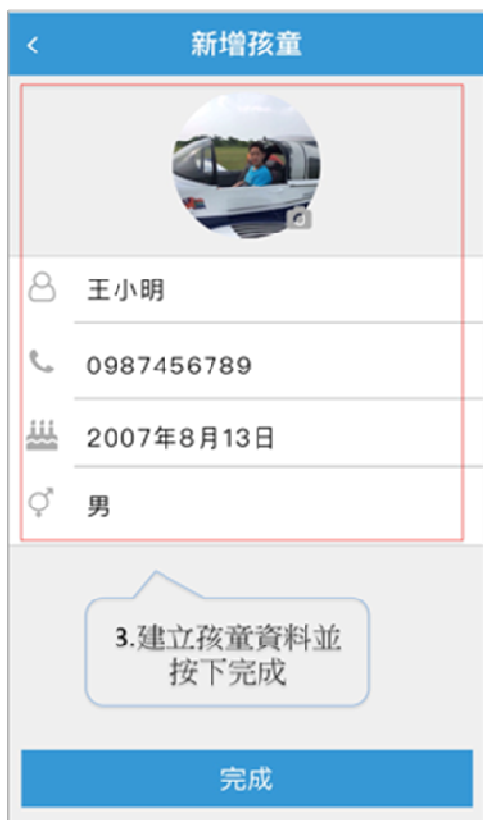 新增孩童
王小明
0987456789
2007年8月13日
男
3.建立孩童資料並
按下完成
完成